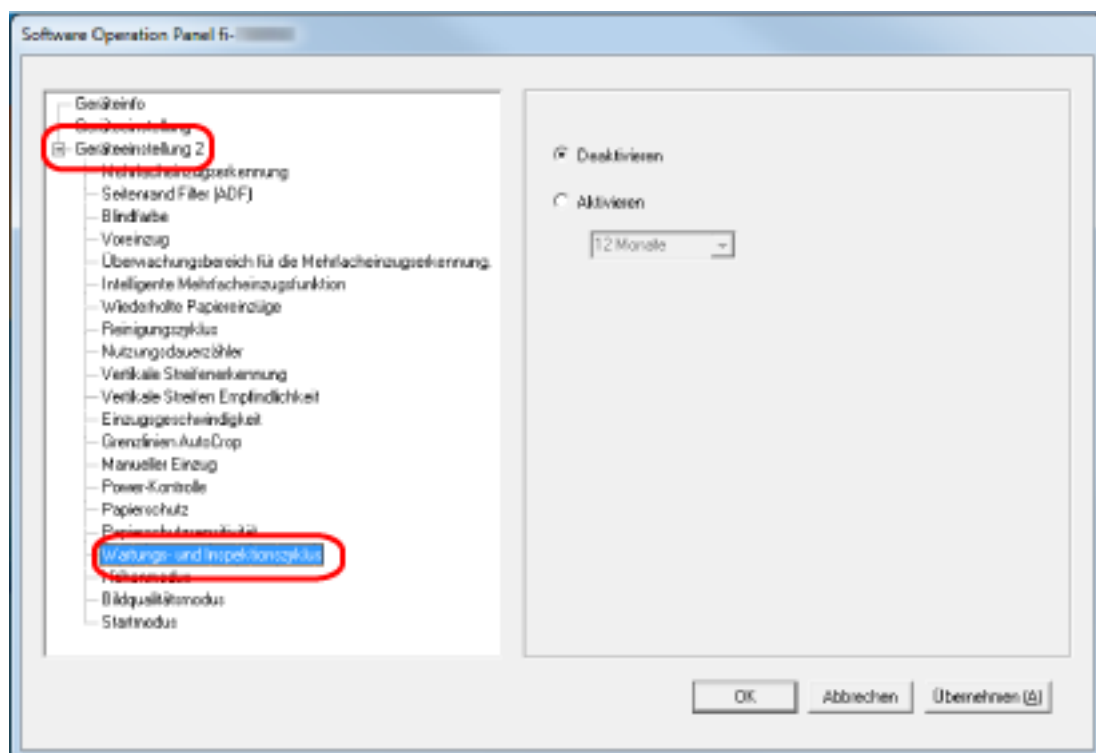 Software Operation Panel fi-
Geräteinfo
Geräteeinstellung
Geräteeinstellung 2
Mehrfacheinzugserkennung
Seitenrand Filter (ADF)
Blindfarbe
Voreinzug
Überwachungsbereich für die Mehrfacheinzugserkennung.
Intelligente Mehrfacheinzugsfunktion
Wiederholte Papiereinzüge
Reinigungszyklus
Nutzungsdauerzähler
Vertikale Streifenerkennung
Vertikale Streifen Empfindlichkeit
Einzugsgeschwindigkeit
Grenzlinien AutoCrop
Manueller Einzug
Power-Kontrolle
Papierschutz
Papierschutzsensitivität
Wartungs- und Inspektionszyklus
Höhenmodus
Bildqualitätsmodus
Startmodus
Deaktivieren
Aktivieren
12 Monate
OK
Abbrechen
Übernehmen (A)